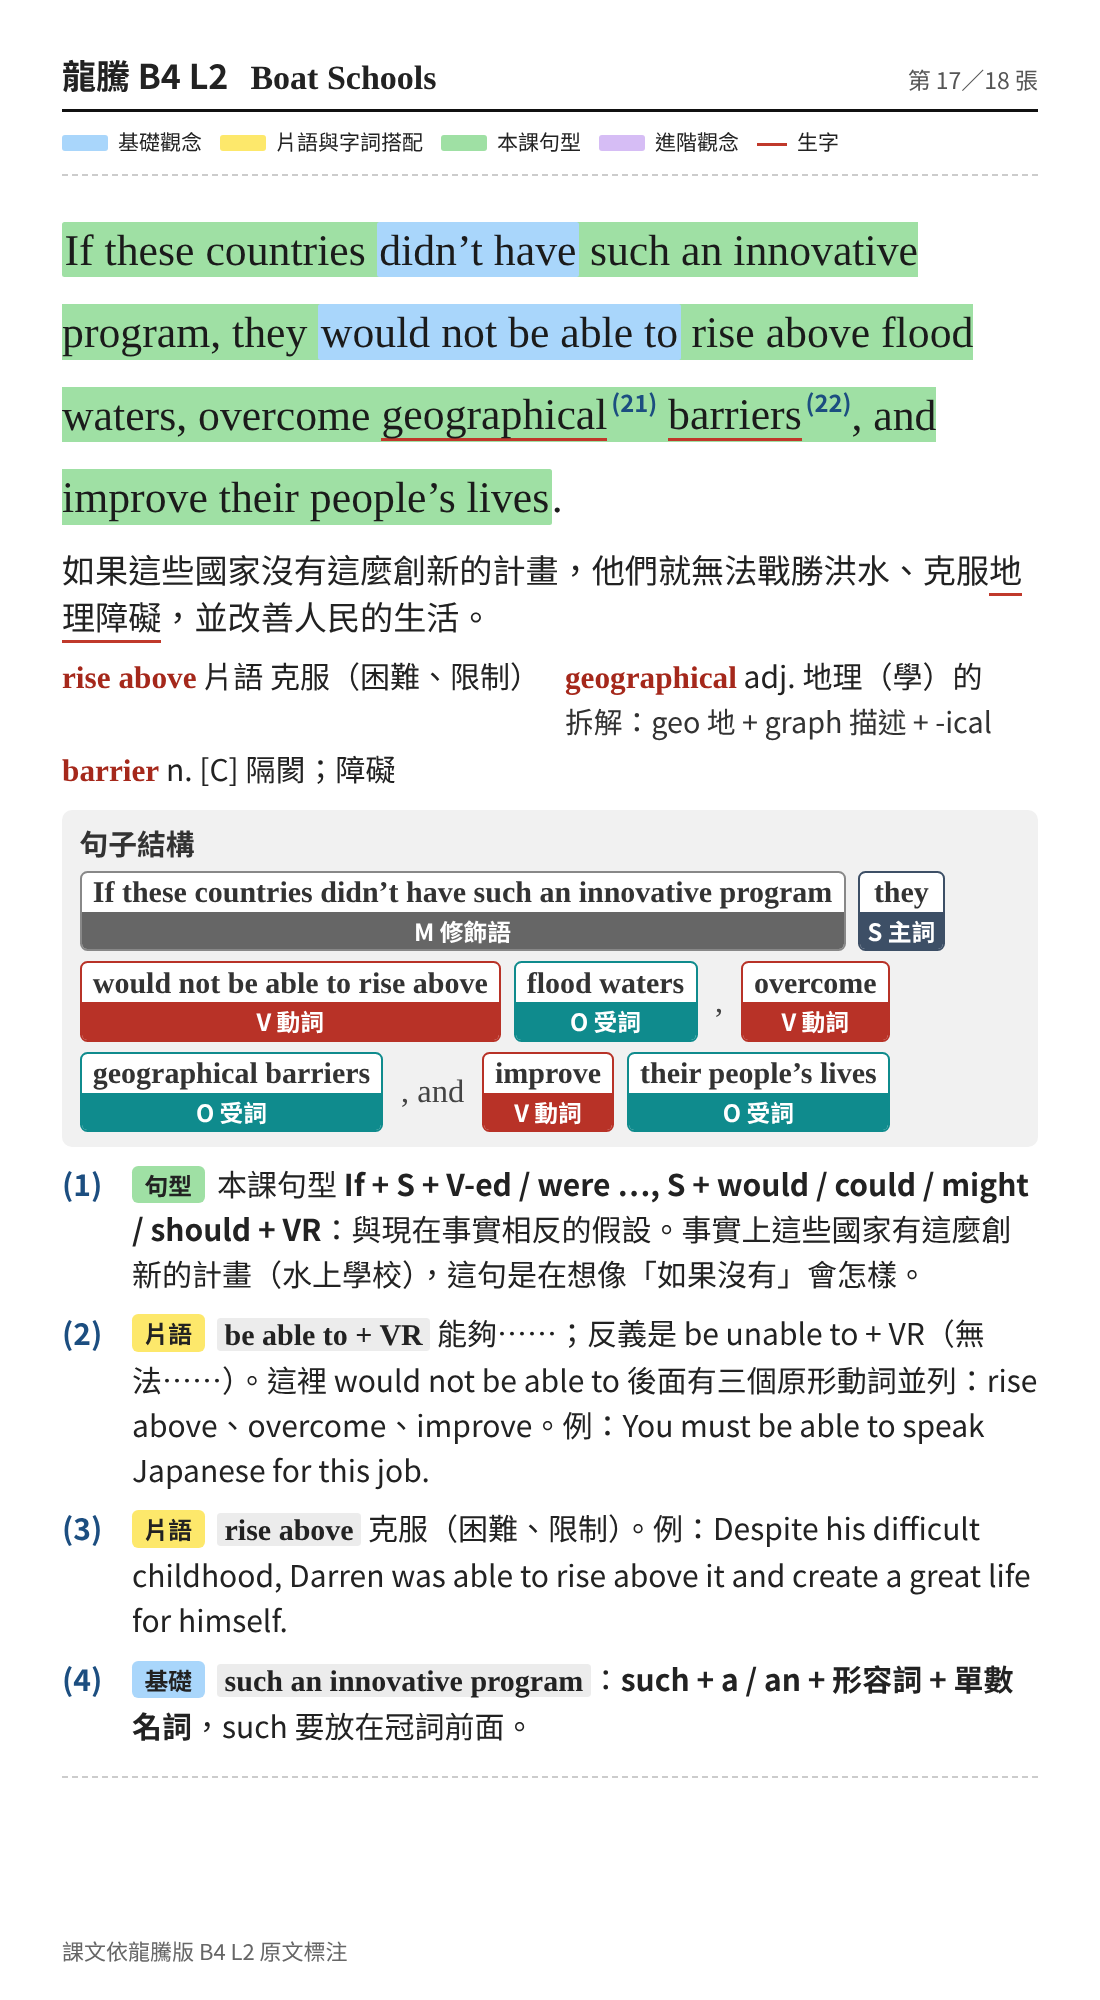 龍騰 B4 L2 Boat Schools
第 17／18 張
基礎觀念 片語與字詞搭配 本課句型 進階觀念 生字
If these countries didn’t have such an innovative
program, they would not be able to rise above flood
waters, overcome geographical(21) barriers(22), and
improve their people’s lives.
如果這些國家沒有這麼創新的計畫，他們就無法戰勝洪水、克服地
理障礙，並改善人民的生活。
rise above 片語 克服（困難、限制）
geographical adj. 地理（學）的
拆解：geo 地 + graph 描述 + -ical
barrier n. [C] 隔閡；障礙
句子結構
If these countries didn’t have such an innovative program they
M 修飾語 S 主詞
would not be able to rise above flood waters , overcome
V 動詞 O 受詞 V 動詞
geographical barriers , and improve their people’s lives
O 受詞 V 動詞 O 受詞
(1) 句型 本課句型 If + S + V-ed / were …, S + would / could / might
/ should + VR：與現在事實相反的假設。事實上這些國家有這麼創
新的計畫（水上學校），這句是在想像「如果沒有」會怎樣。
(2) 片語 be able to + VR 能夠……；反義是 be unable to + VR（無
法……）。這裡 would not be able to 後面有三個原形動詞並列：rise
above、overcome、improve。例：You must be able to speak
Japanese for this job.
(3) 片語 rise above 克服（困難、限制）。例：Despite his difficult
childhood, Darren was able to rise above it and create a great life
for himself.
(4) 基礎 such an innovative program：such + a / an + 形容詞 + 單數
名詞，such 要放在冠詞前面。
課文依龍騰版 B4 L2 原文標注